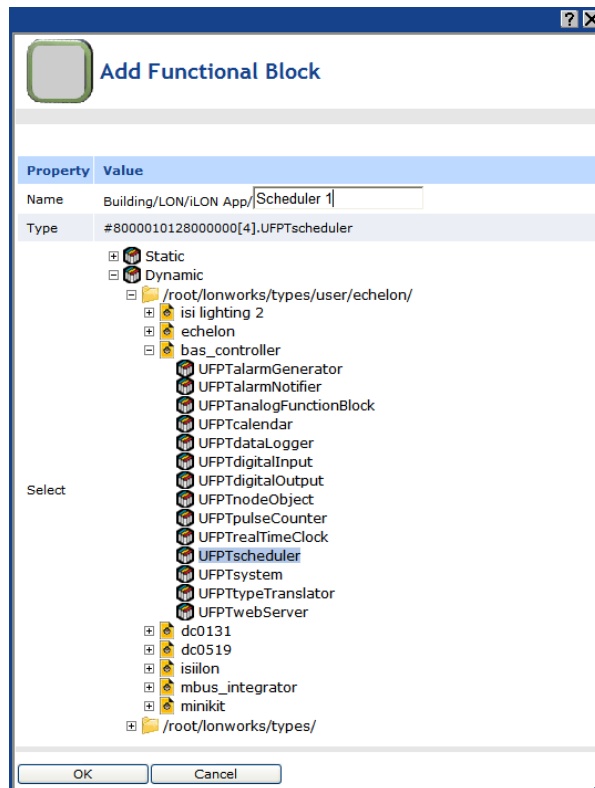 ?
Add Functional Block
Property Value
Name Building/LON/iLON App/ Scheduler 1
Type #8000010128000000[4].UFPTscheduler
Static
Dynamic
/root/lonworks/types/user/echelon/
isi lighting 2
echelon
bas_controller
UFPTalarmGenerator
UFPTalarmNotifier
UFPTanalogFunctionBlock
UFPTcalendar
UFPTdataLogger
UFPTdigitalInput
UFPTdigitalOutput
Select
UFPTnodeObject
UFPTpulseCounter
UFPTrealTimeClock
UFPTscheduler
UFPTsystem
UFPTtypeTranslator
UFPTwebServer
dc0131
dc0519
isiilon
mbus_integrator
minikit
/root/lonworks/types/
OK Cancel